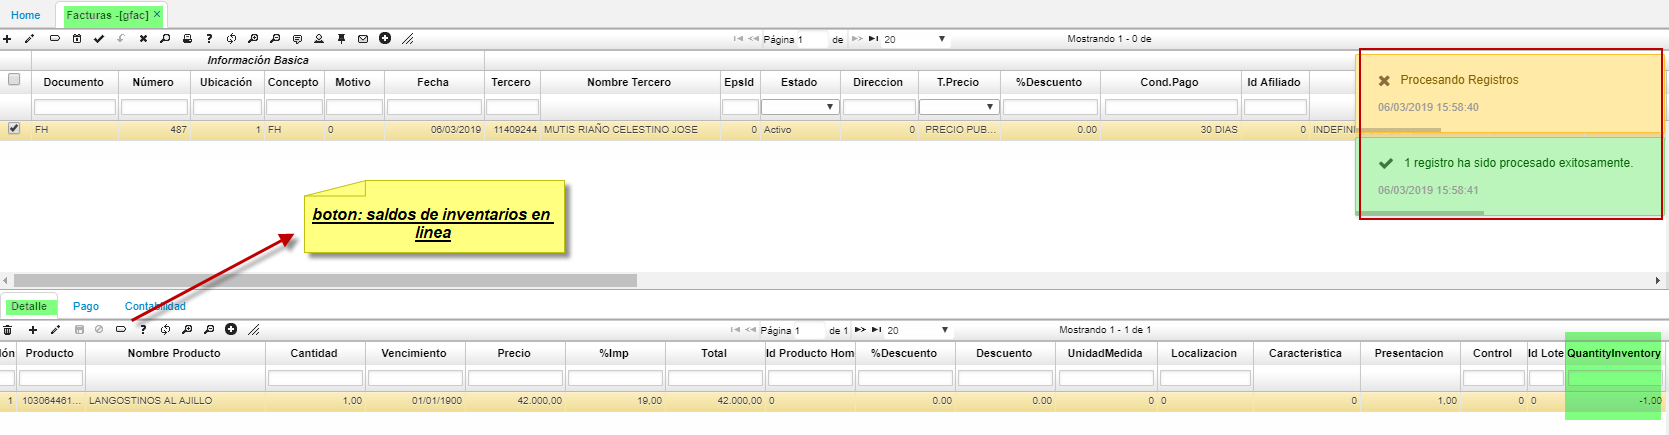 Home Facturas -[gfac] ×
Página 1 de 20 Mostrando 1 - 0 de
Información Basica
Documento Número Ubicación Concepto Motivo Fecha Tercero Nombre Tercero EpsId Estado Direccion T.Precio %Descuento Cond.Pago Id Afiliado
FH 487 1 FH 0 06/03/2019 11409244 MUTIS RIAÑO CELESTINO JOSE 0 Activo 0 PRECIO PUB... 0.00 30 DIAS 0 INDEFINI
Procesando Registros
06/03/2019 15:58:40
1 registro ha sido procesado exitosamente.
06/03/2019 15:58:41
boton: saldos de inventarios en
linea
Detalle Pago Contabilidad
Página 1 de 1 20 Mostrando 1 - 1 de 1
ión Producto Nombre Producto Cantidad Vencimiento Precio %Imp Total Id Producto Hom %Descuento Descuento UnidadMedida Localizacion Caracteristica Presentacion Control Id Lote QuantityInventory
1 103064461... LANGOSTINOS AL AJILLO 1,00 01/01/1900 42.000,00 19,00 42.000,00 0 0.00 0.00 0 0 0 1,00 0 0 -1,00